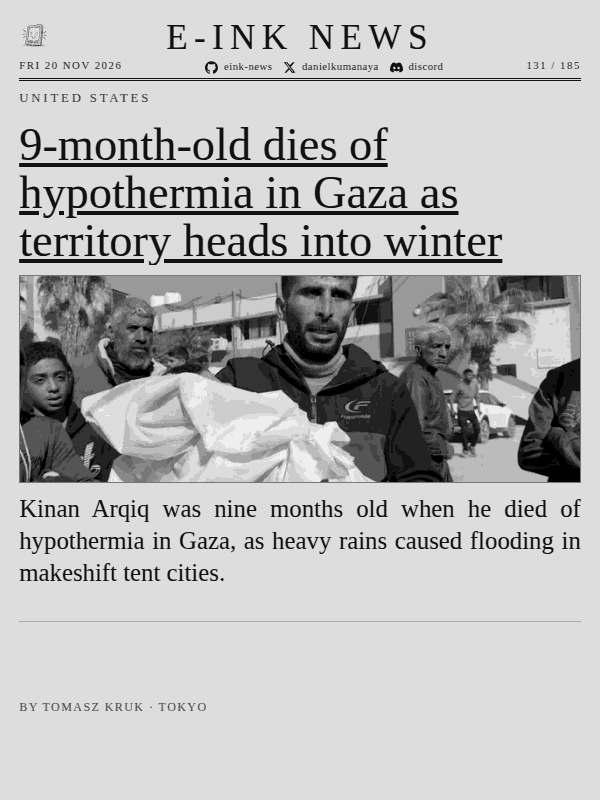 E-INK NEWS
FRI 20 NOV 2026
eink-news danielkumanaya discord
131 / 185
UNITED STATES
9-month-old dies of
hypothermia in Gaza as
territory heads into winter
Kinan Arqiq was nine months old when he died of
hypothermia in Gaza, as heavy rains caused flooding in
makeshift tent cities.
BY TOMASZ KRUK · TOKYO